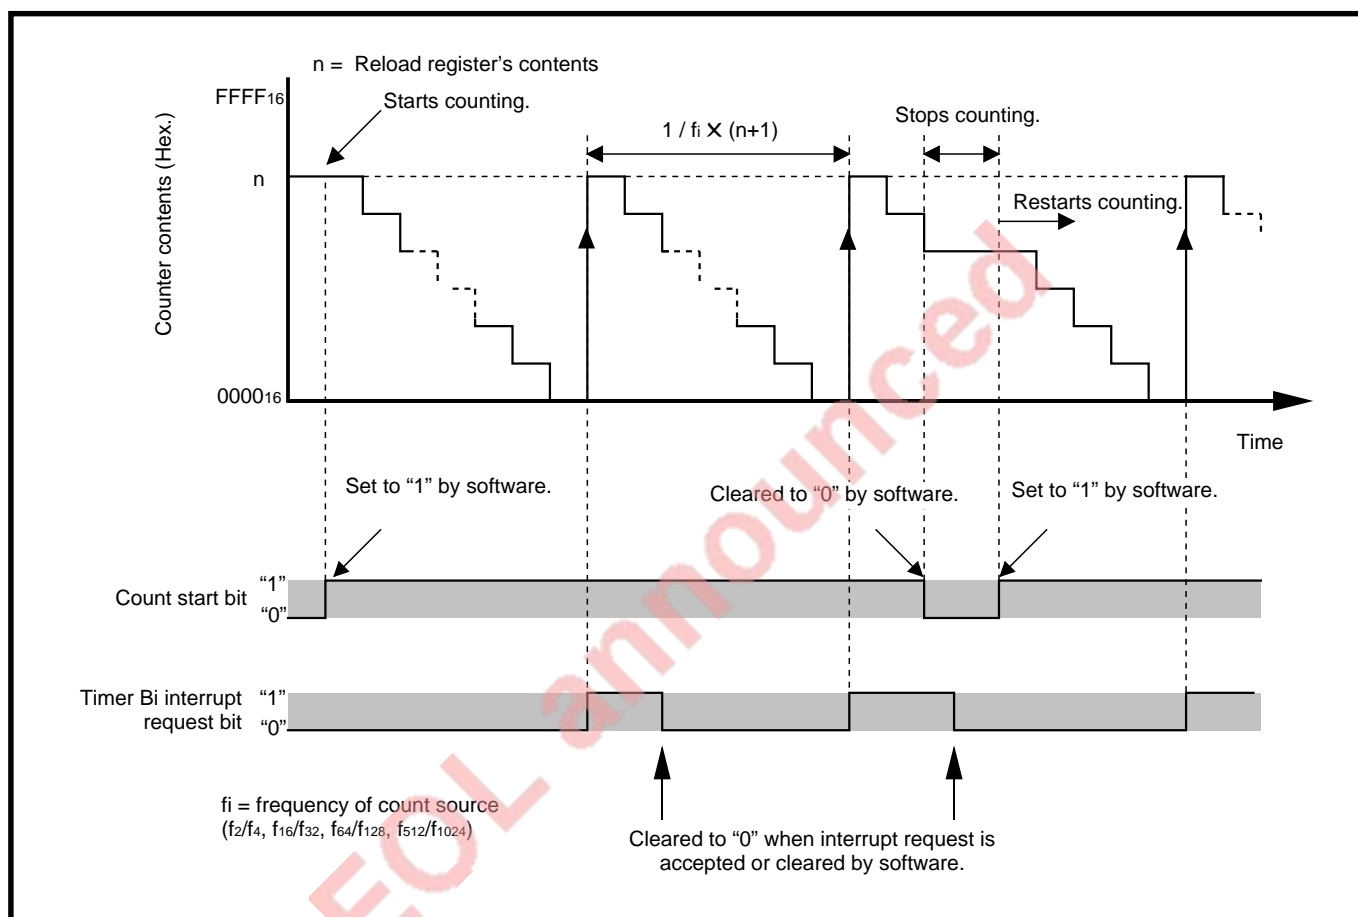 n = Reload register’s contents
FFFF16
Starts counting.
Stops counting.
1 / fi X (n+1)
Counter contents (Hex.)
n
Restarts counting.
000016
Time
Set to “1” by software.
Cleared to “0” by software.
Set to “1” by software.
Count start bit
“1”
“0”
Timer Bi interrupt
request bit
“1”
“0”
fi = frequency of count source
(f2/f4, f16/f32, f64/f128, f512/f1024)
Cleared to “0” when interrupt request is
accepted or cleared by software.
EOL announced